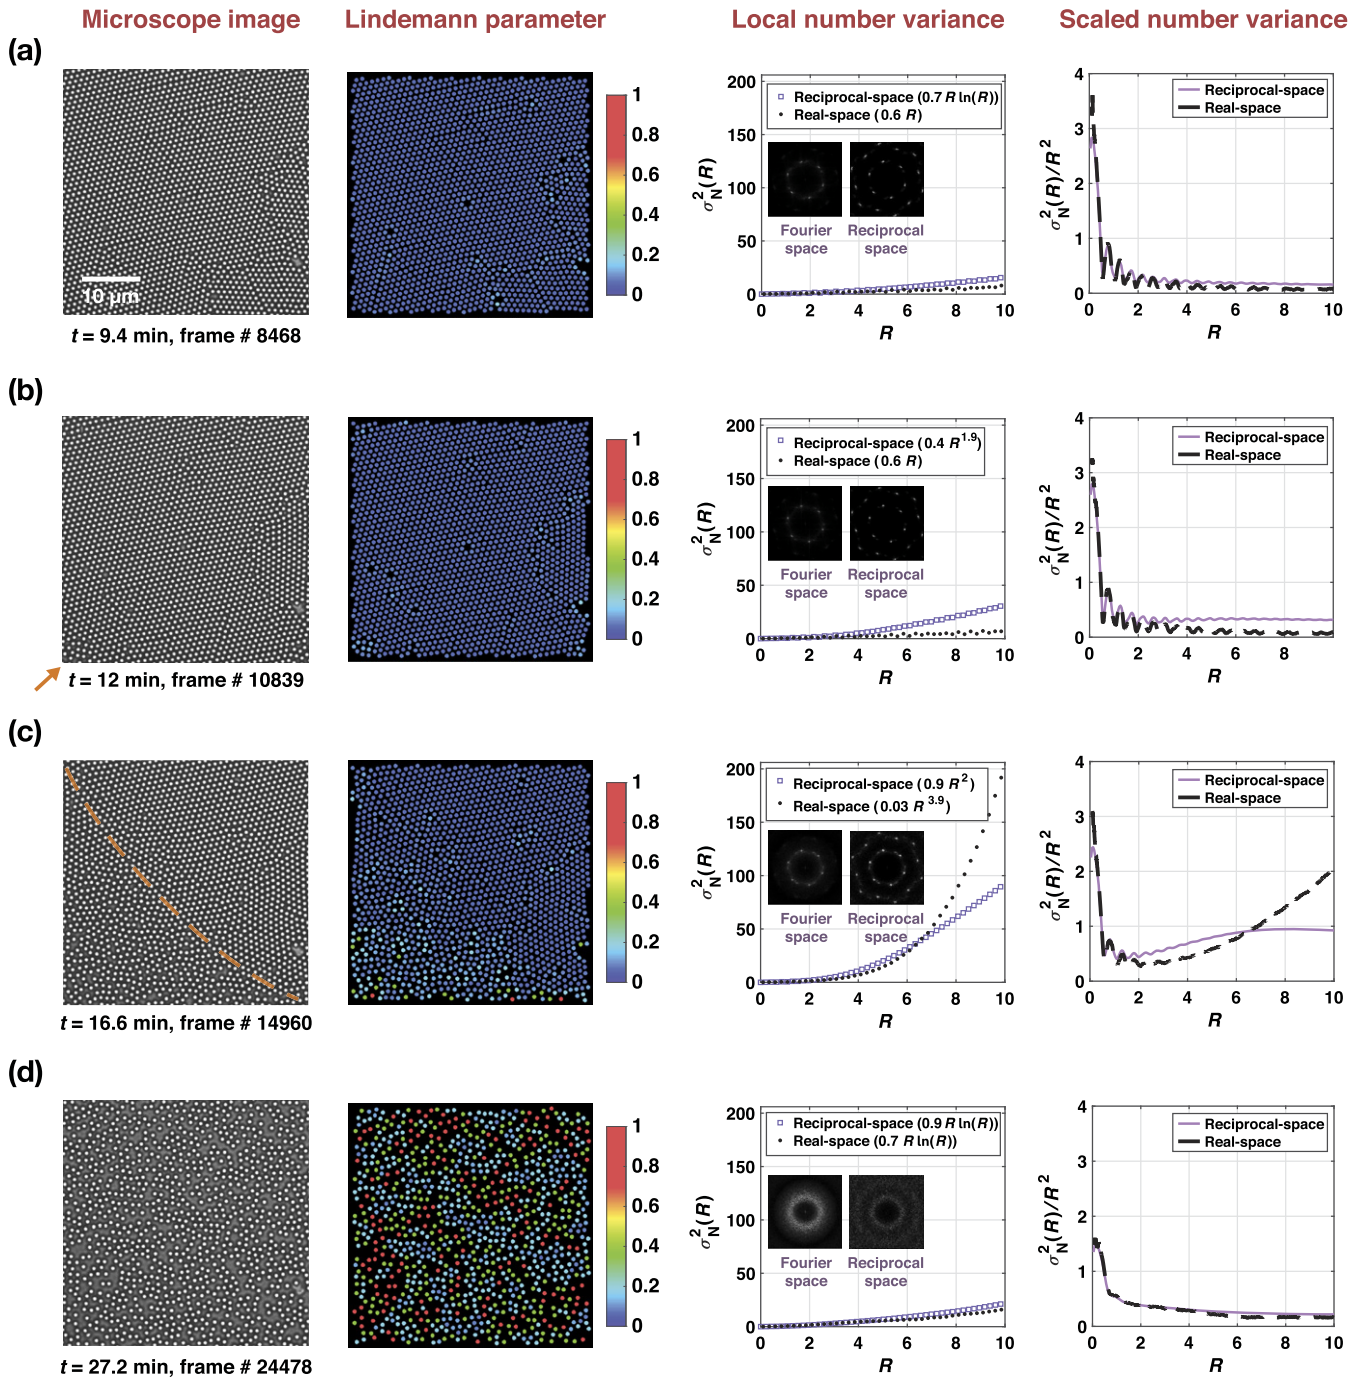 Microscope image
Lindemann parameter
Local number variance
Scaled number variance
(a)
10 μm
t = 9.4 min, frame # 8468
1
0.8
0.6
0.4
0.2
0
σ²N(R)
200
150
100
50
0
Reciprocal-space (0.7 R ln(R))
Real-space (0.6 R)
Fourier space
Reciprocal space
0 2 4 6 8 10
R
σ²N(R)/R²
4
3
2
1
0
Reciprocal-space
Real-space
0 2 4 6 8 10
R
(b)
t = 12 min, frame # 10839
1
0.8
0.6
0.4
0.2
0
σ²N(R)
200
150
100
50
0
Reciprocal-space (0.4 R^1.9)
Real-space (0.6 R)
Fourier space
Reciprocal space
0 2 4 6 8 10
R
σ²N(R)/R²
4
3
2
1
0
Reciprocal-space
Real-space
0 2 4 6 8 10
R
(c)
t = 16.6 min, frame # 14960
1
0.8
0.6
0.4
0.2
0
σ²N(R)
200
150
100
50
0
Reciprocal-space (0.9 R²)
Real-space (0.03 R^3.9)
Fourier space
Reciprocal space
0 2 4 6 8 10
R
σ²N(R)/R²
4
3
2
1
0
Reciprocal-space
Real-space
0 2 4 6 8 10
R
(d)
t = 27.2 min, frame # 24478
1
0.8
0.6
0.4
0.2
0
σ²N(R)
200
150
100
50
0
Reciprocal-space (0.9 R ln(R))
Real-space (0.7 R ln(R))
Fourier space
Reciprocal space
0 2 4 6 8 10
R
σ²N(R)/R²
4
3
2
1
0
Reciprocal-space
Real-space
0 2 4 6 8 10
R